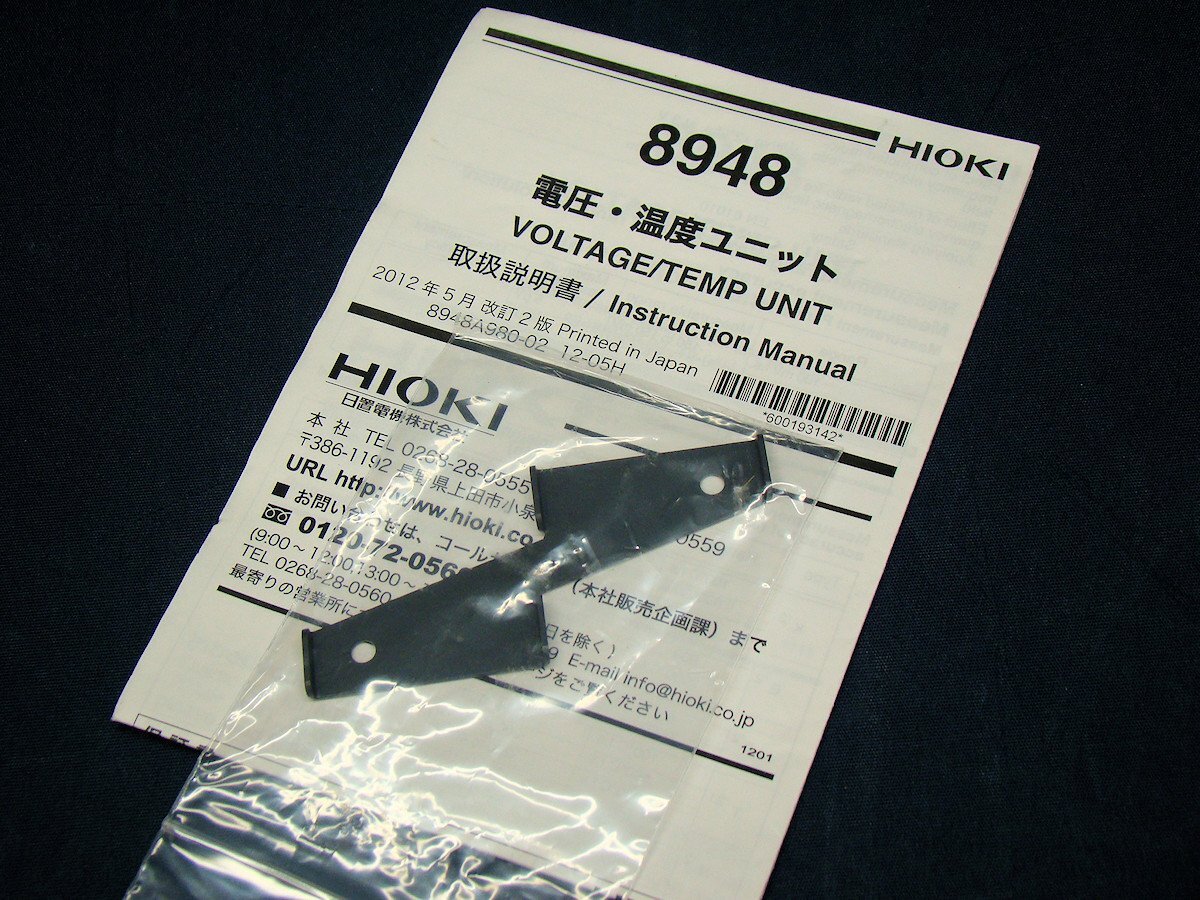 HIOKI
8948
電圧・温度ユニット
VOLTAGE/TEMP UNIT
取扱説明書 / Instruction Manual
2012 年 5 月 改訂 2 版 Printed in Japan
8948A980-02 12-05H
*600193142*
HIOKI
日置電機株式会社
本 社 TEL 0268-28-0555
〒386-1192 長野県上田市小泉
URL http://www.hioki.co
■ お問い合わせは、コール
0120-72-056
0559
(9:00～12:00,13:00～
(本社販売企画課) まで
TEL 0268-28-0560
日を除く)
最寄りの営業所に
9 E-mail info@hioki.co.jp
ージをご覧ください
1201